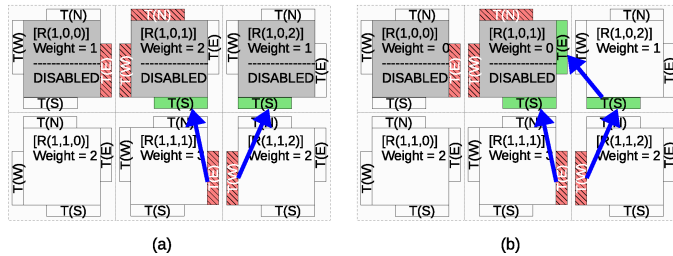 T(N)
T(W)
[R(1,0,0)]
Weight = 1
----------------
DISABLED
T(S)
T(N)
[R(1,0,1)]
Weight = 2
----------------
DISABLED
T(W)
T(E)
T(S)
T(N)
T(W)
[R(1,0,2)]
Weight = 1
----------------
DISABLED
T(E)
T(S)
T(N)
[R(1,1,0)]
Weight = 2
T(W)
T(E)
T(S)
T(N)
[R(1,1,1)]
Weight = 3
T(W)
T(E)
T(S)
T(N)
[R(1,1,2)]
Weight = 2
T(W)
T(E)
T(S)
(a)
T(N)
T(W)
[R(1,0,0)]
Weight = 0
----------------
DISABLED
T(S)
T(N)
[R(1,0,1)]
Weight = 0
----------------
DISABLED
T(W)
T(E)
T(S)
T(N)
[R(1,0,2)]
Weight = 1
T(E)
T(S)
T(N)
[R(1,1,0)]
Weight = 2
T(W)
T(E)
T(S)
T(N)
[R(1,1,1)]
Weight = 3
T(W)
T(E)
T(S)
T(N)
[R(1,1,2)]
Weight = 2
T(W)
T(E)
T(S)
(b)